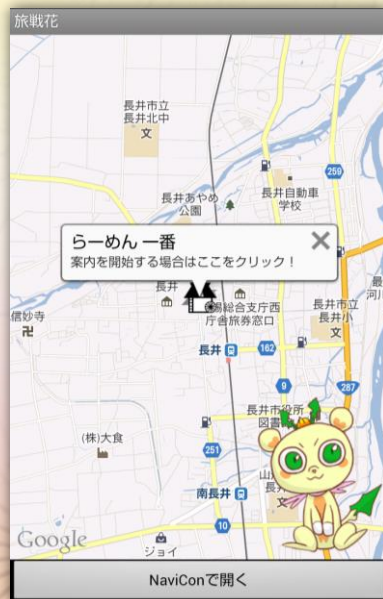 旅戦花
長井市立
長井北中
文
259
長井あやめ
公園
長井自動車
学校
らーめん 一番
案内を開始する場合はここをクリック！
長井
総合支庁西
庁舎旅券窓口
信妙寺
長井市立
長井小
文
長井
162
9
287
長井市役所
(株)大食
251
南長井
文
10
Google
ジョイ
NaviConで開く